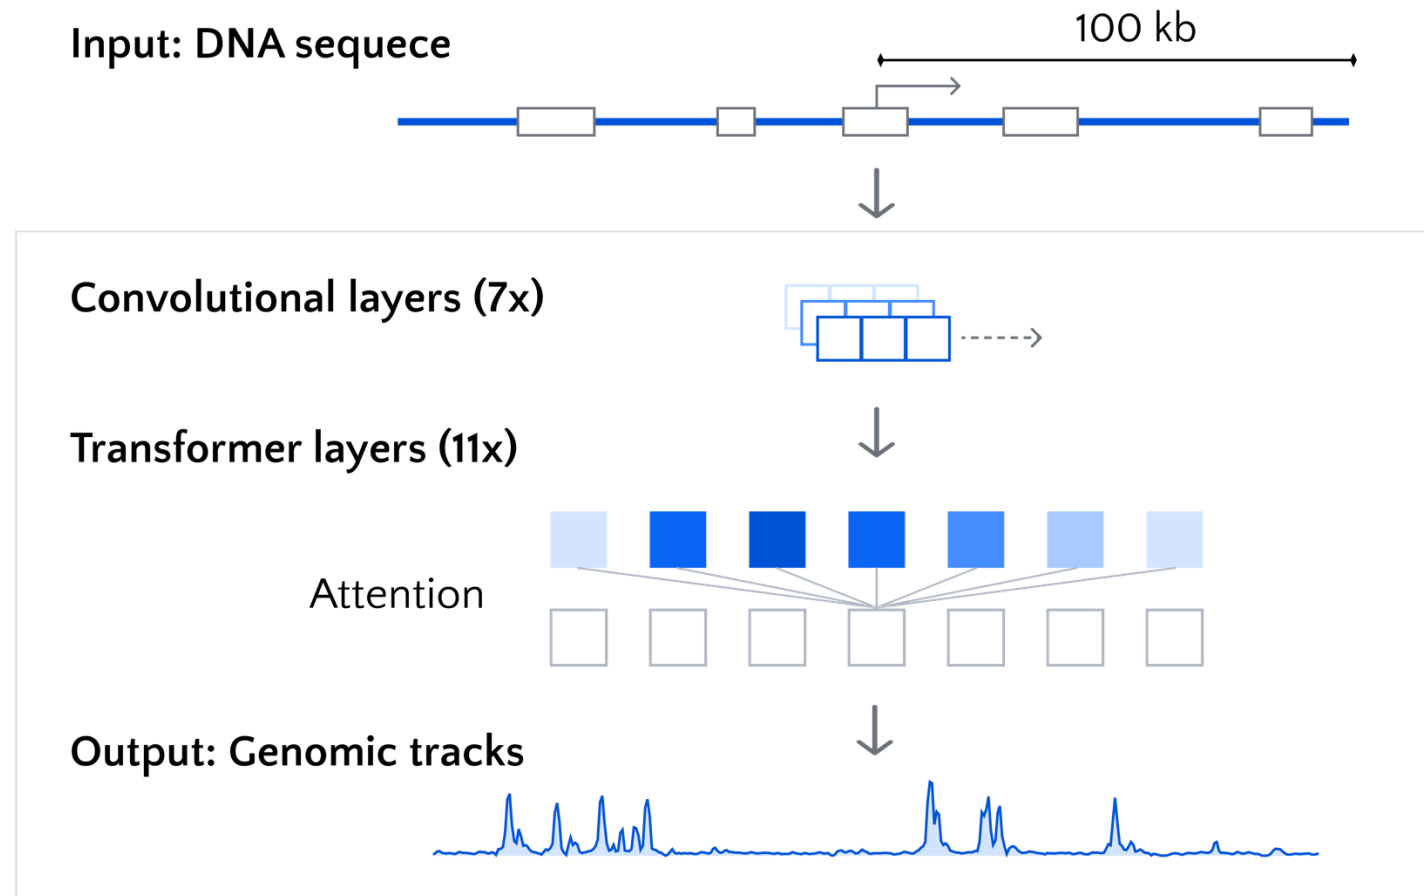 Input: DNA sequece
100 kb
Convolutional layers (7x)
Transformer layers (11x)
Attention
Output: Genomic tracks